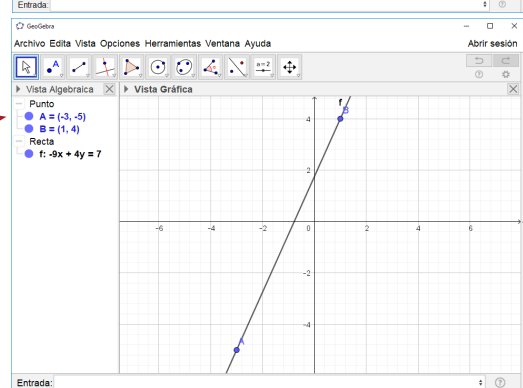 Entrada:
GeoGebra
Archivo Edita Vista Opciones Herramientas Ventana Ayuda
Abrir sesión
A
a=2
Vista Algebraica
Vista Gráfica
Punto
A = (-3, -5)
B = (1, 4)
Recta
f: -9x + 4y = 7
f
B
4
2
-6 -4 -2 0 2 4 6
-2
-4
A
Entrada: